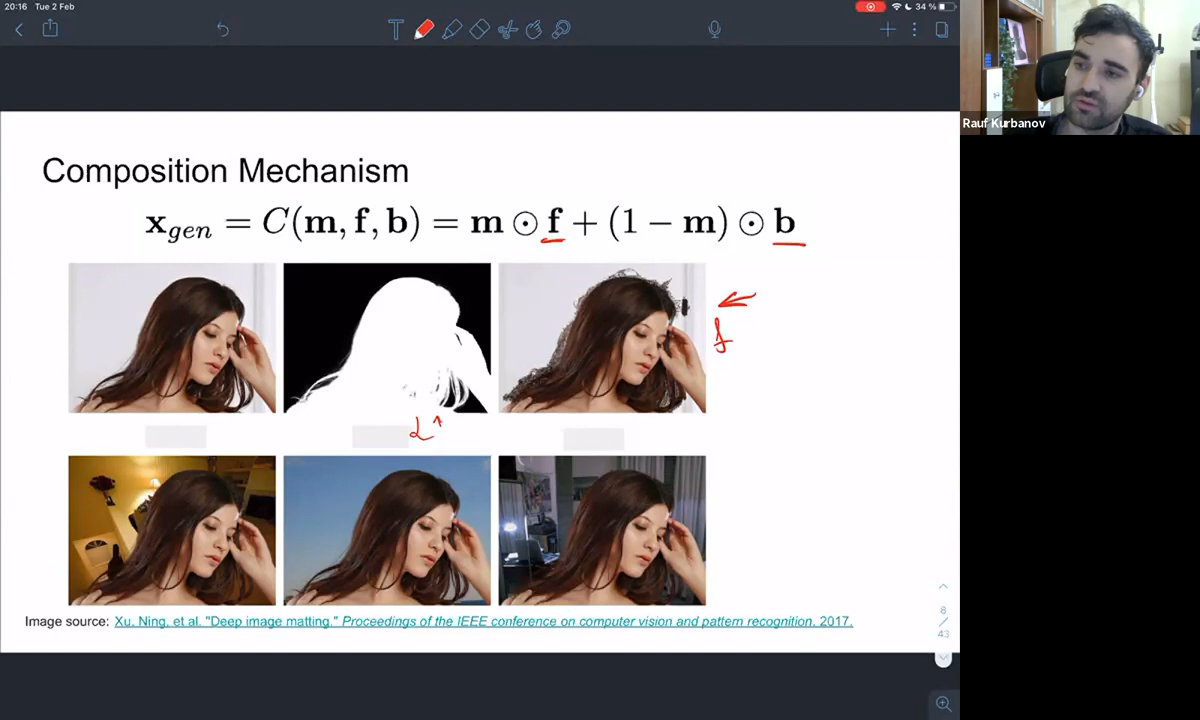 20:16 Tue 2 Feb
34 %
Rauf Kurbanov
Composition Mechanism
x_gen = C(m, f, b) = m ⊙ f + (1 − m) ⊙ b
f
Image source: Xu, Ning, et al. "Deep image matting." Proceedings of the IEEE conference on computer vision and pattern recognition. 2017.
8
/
43